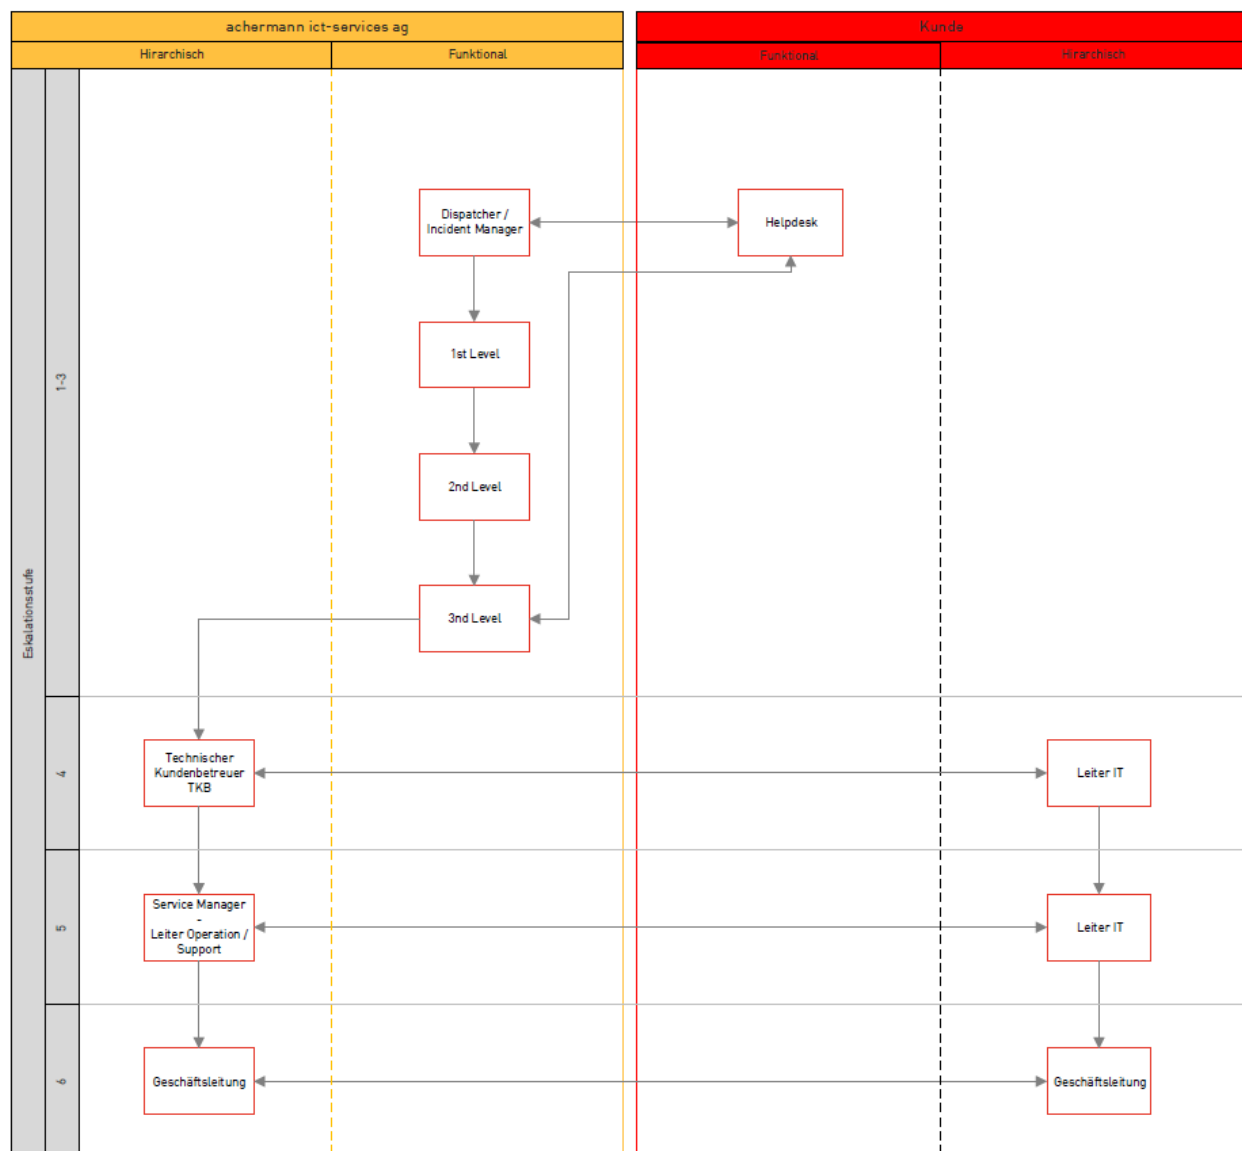 achermann ict-services ag
Kunde
Hirarchisch
Funktional
Funktional
Hirarchisch
Eskalationsstufe
1-3
Dispatcher /
Incident Manager
Helpdesk
1st Level
2nd Level
3nd Level
4
Technischer
Kundenbetreuer
TKB
Leiter IT
5
Service Manager
-
Leiter Operation /
Support
Leiter IT
6
Geschäftsleitung
Geschäftsleitung